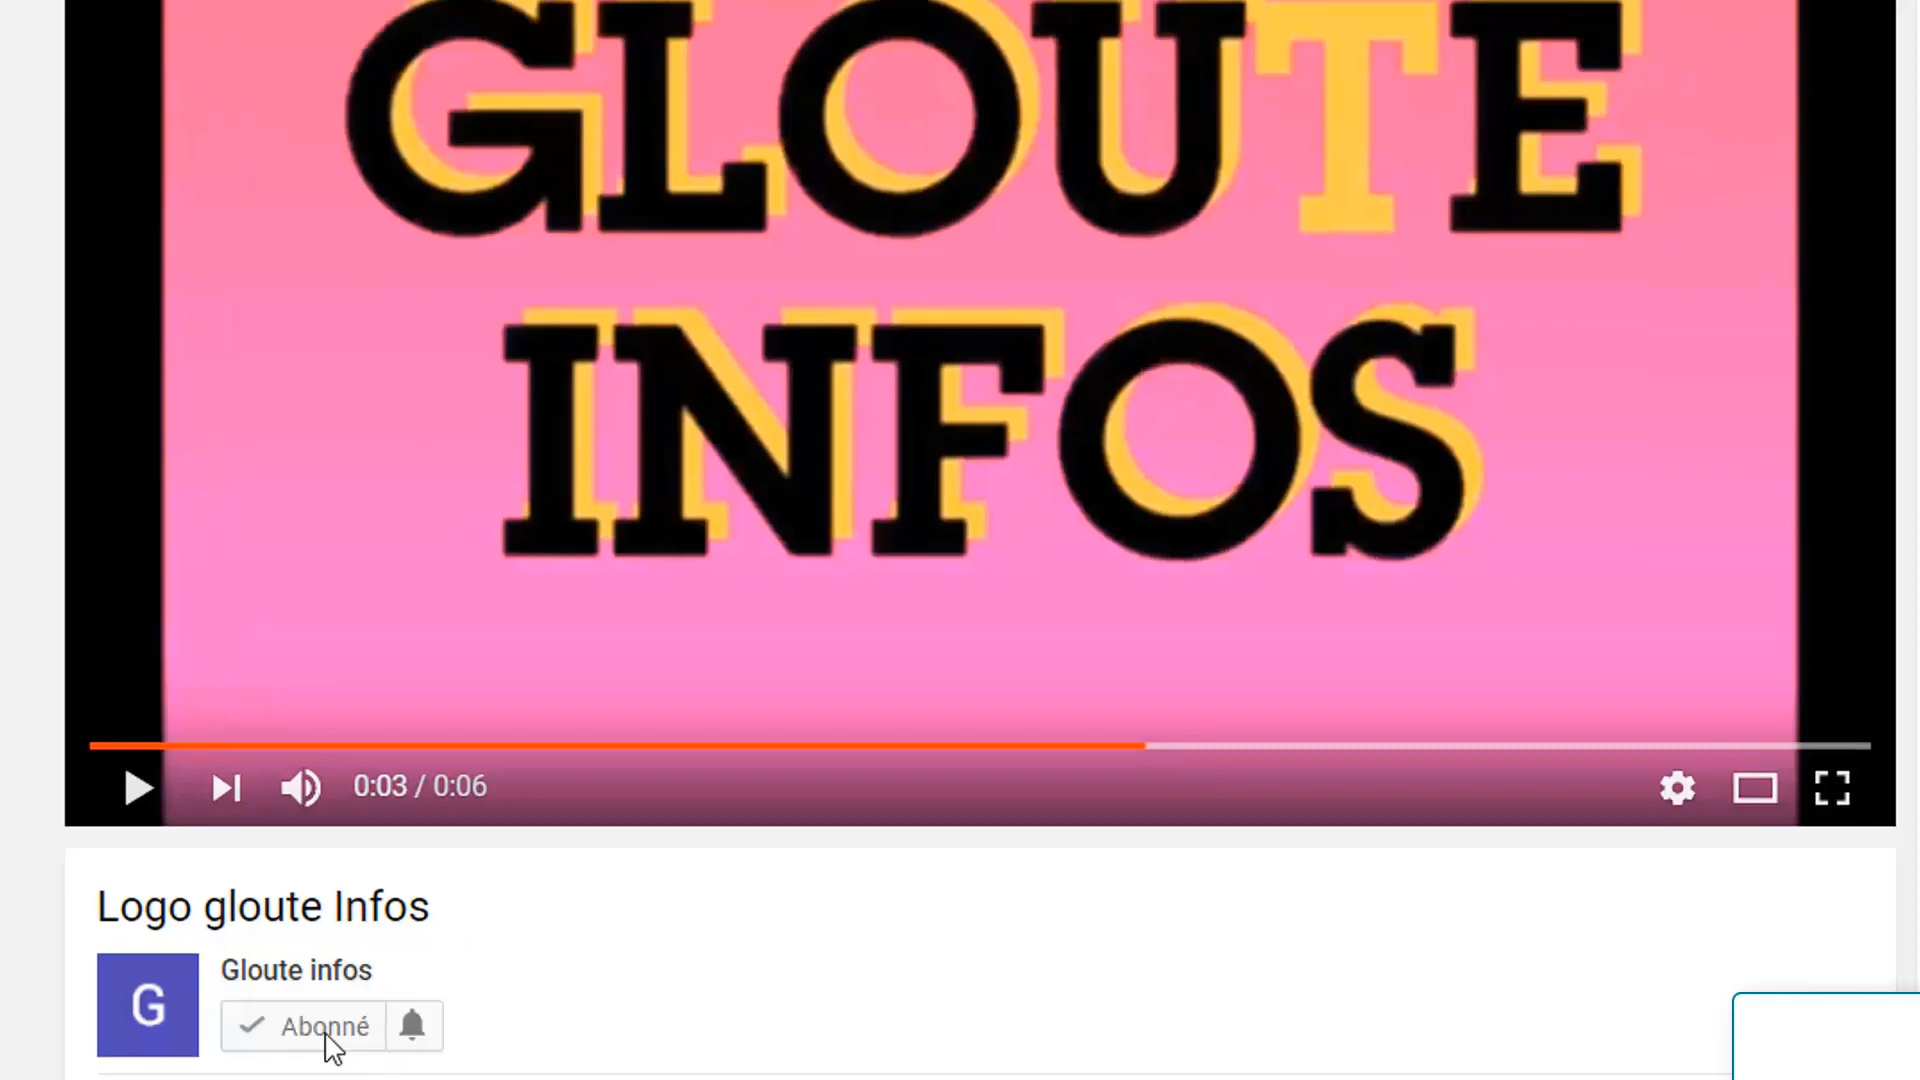 GLOUTE
INFOS
0:03 / 0:06
Logo gloute Infos
G
Gloute infos
Abonné